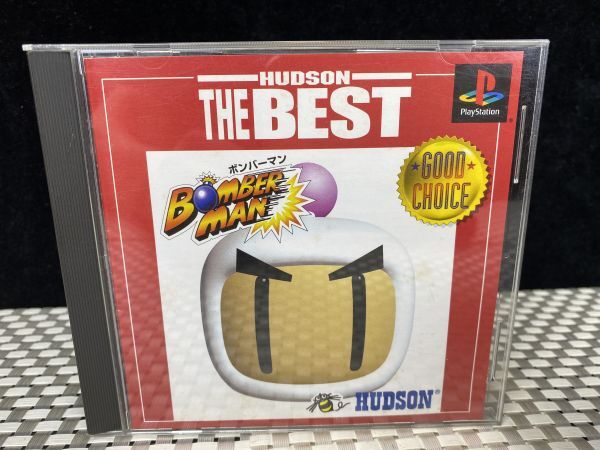 HUDSON
THE BEST
PlayStation
ボンバーマン
BOMBER
MAN
GOOD
CHOICE
HUDSON®